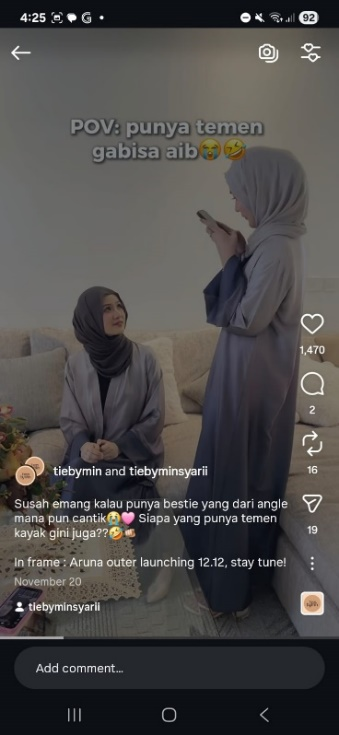 4:25
92
POV: punya temen
gabisa aib😭🤣
1,470
2
16
19
tiebymin and tiebyminsyarii
Susah emang kalau punya bestie yang dari angle
mana pun cantik😭🩷 Siapa yang punya temen
kayak gini juga??🤣👊🏻
In frame : Aruna outer launching 12.12, stay tune!
November 20
tiebyminsyarii
Add comment...